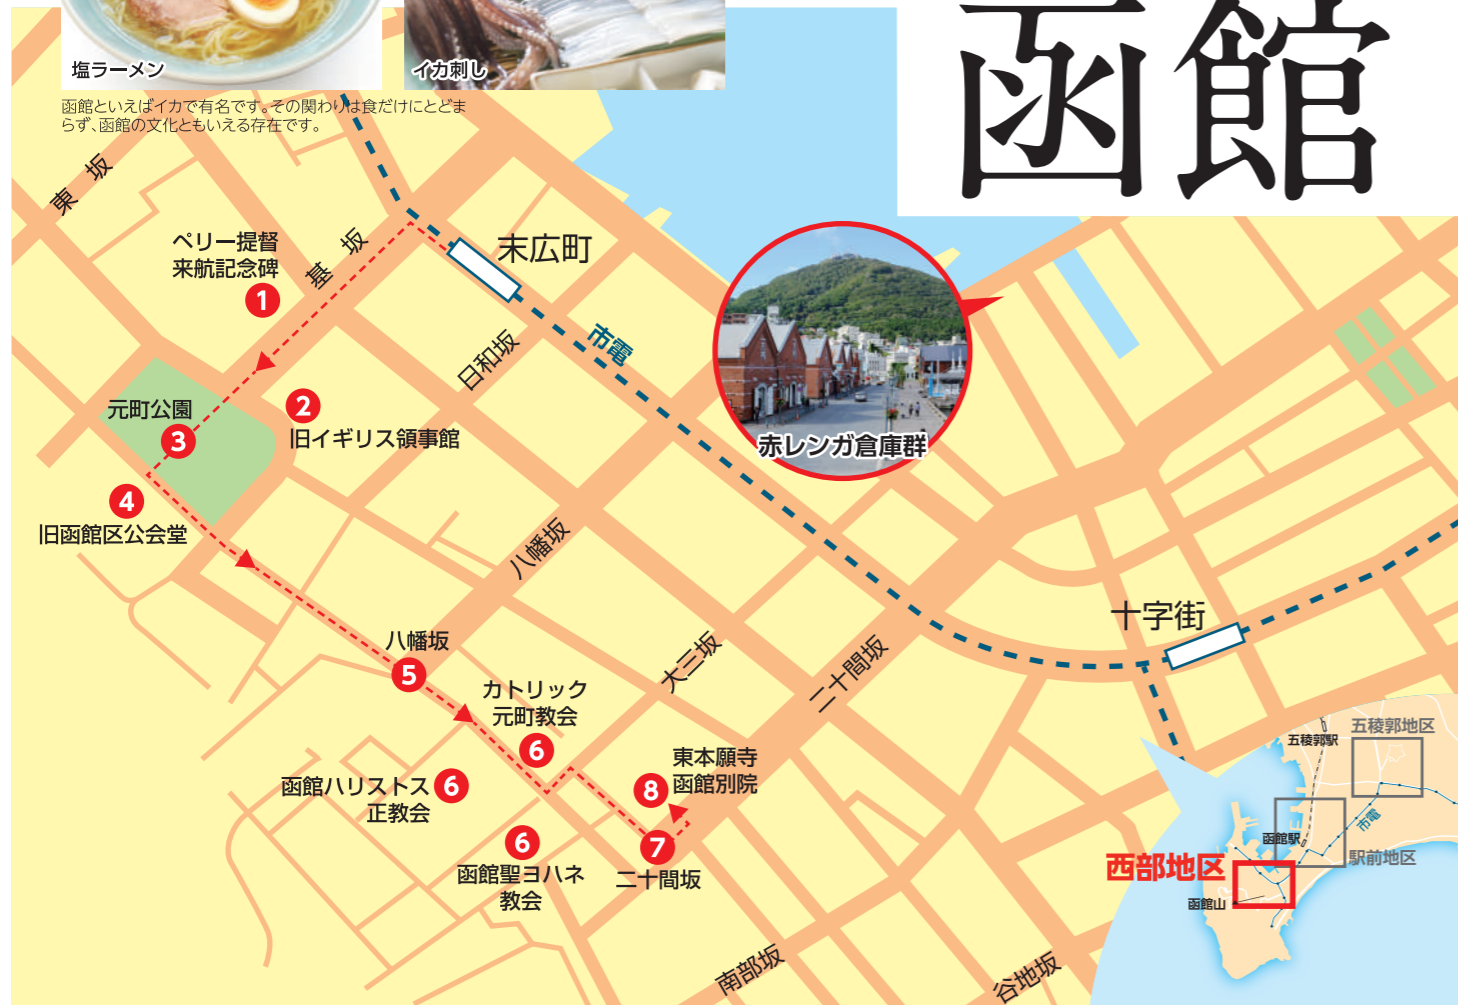 函館
塩ラーメン
イカ刺し
函館といえばイカで有名です。その関わりは食だけにとどま
らず、函館の文化ともいえる存在です。
東坂
ペリー提督
来航記念碑
1
基坂
末広町
市電
日和坂
赤レンガ倉庫群
元町公園
3
2
旧イギリス領事館
4
旧函館区公会堂
八幡坂
八幡坂
5
大三坂
二十間坂
十字街
カトリック
元町教会
6
函館ハリストス
正教会
6
6
函館聖ヨハネ
教会
東本願寺
函館別院
8
7
二十間坂
南部坂
谷地坂
五稜郭地区
五稜郭駅
市電
函館駅
駅前地区
西部地区
函館山